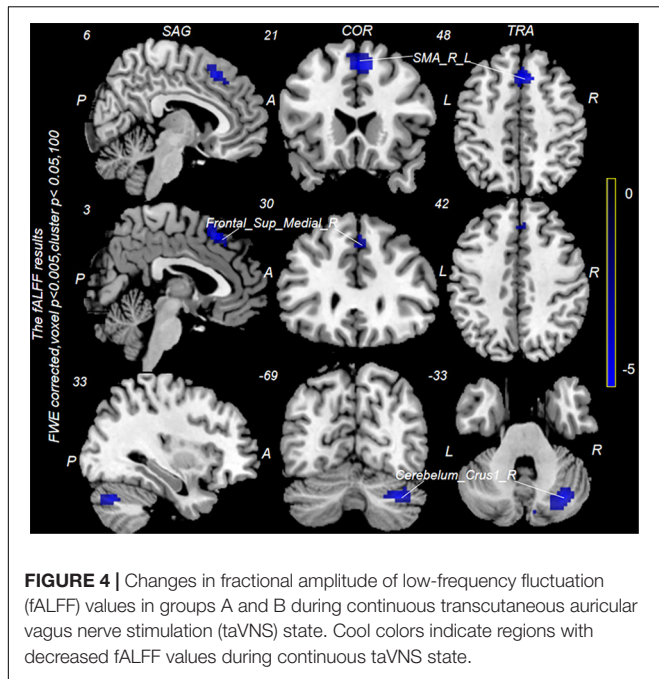 6 SAG 21 COR 48 TRA
SMA_R_L
P A L R
3 30 42
Frontal_Sup_Medial_R
A L R
33 -69 -33
P A L R
Cerebelum_Crus1_R
The fALFF results
FWE corrected,voxel p<0.005,cluster p< 0.05,100
0
-5
FIGURE 4 | Changes in fractional amplitude of low-frequency fluctuation
(fALFF) values in groups A and B during continuous transcutaneous auricular
vagus nerve stimulation (taVNS) state. Cool colors indicate regions with
decreased fALFF values during continuous taVNS state.